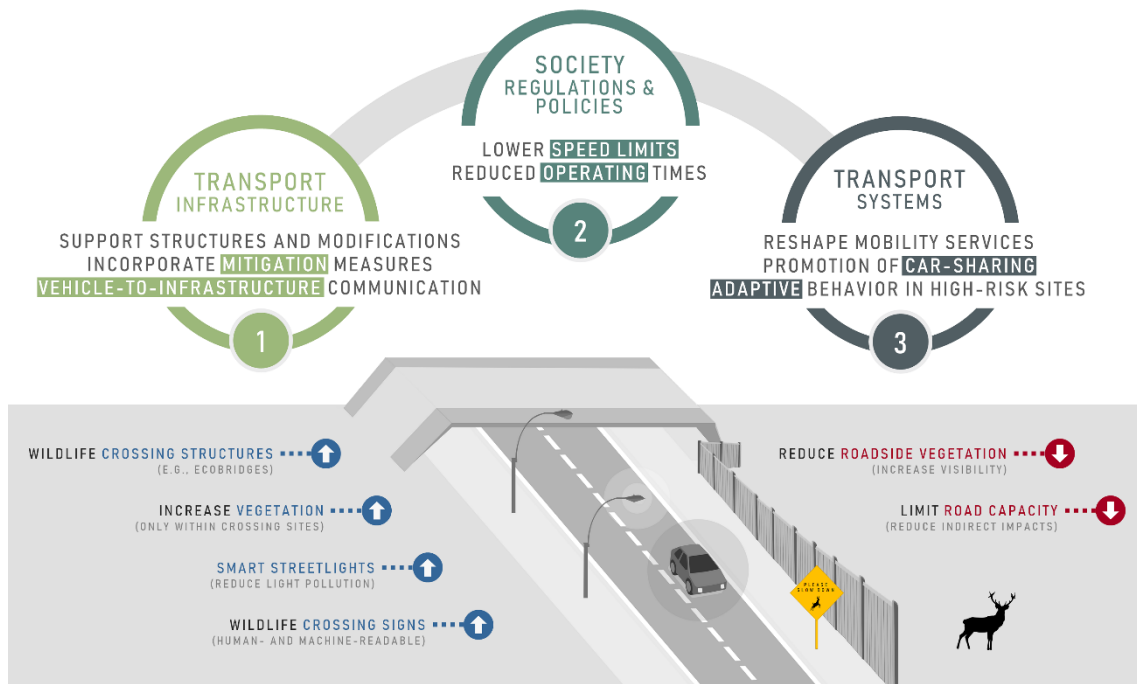 TRANSPORT
INFRASTRUCTURE
SUPPORT STRUCTURES AND MODIFICATIONS
INCORPORATE MITIGATION MEASURES
VEHICLE-TO-INFRASTRUCTURE COMMUNICATION
1
SOCIETY
REGULATIONS &
POLICIES
LOWER SPEED LIMITS
REDUCED OPERATING TIMES
2
TRANSPORT
SYSTEMS
RESHAPE MOBILITY SERVICES
PROMOTION OF CAR-SHARING
ADAPTIVE BEHAVIOR IN HIGH-RISK SITES
3
WILDLIFE CROSSING STRUCTURES
(E.G., ECOBRIDGES)
INCREASE VEGETATION
(ONLY WITHIN CROSSING SITES)
SMART STREETLIGHTS
(REDUCE LIGHT POLLUTION)
WILDLIFE CROSSING SIGNS
(HUMAN- AND MACHINE-READABLE)
REDUCE ROADSIDE VEGETATION
(INCREASE VISIBILITY)
LIMIT ROAD CAPACITY
(REDUCE INDIRECT IMPACTS)
PLEASE
SLOW DOWN